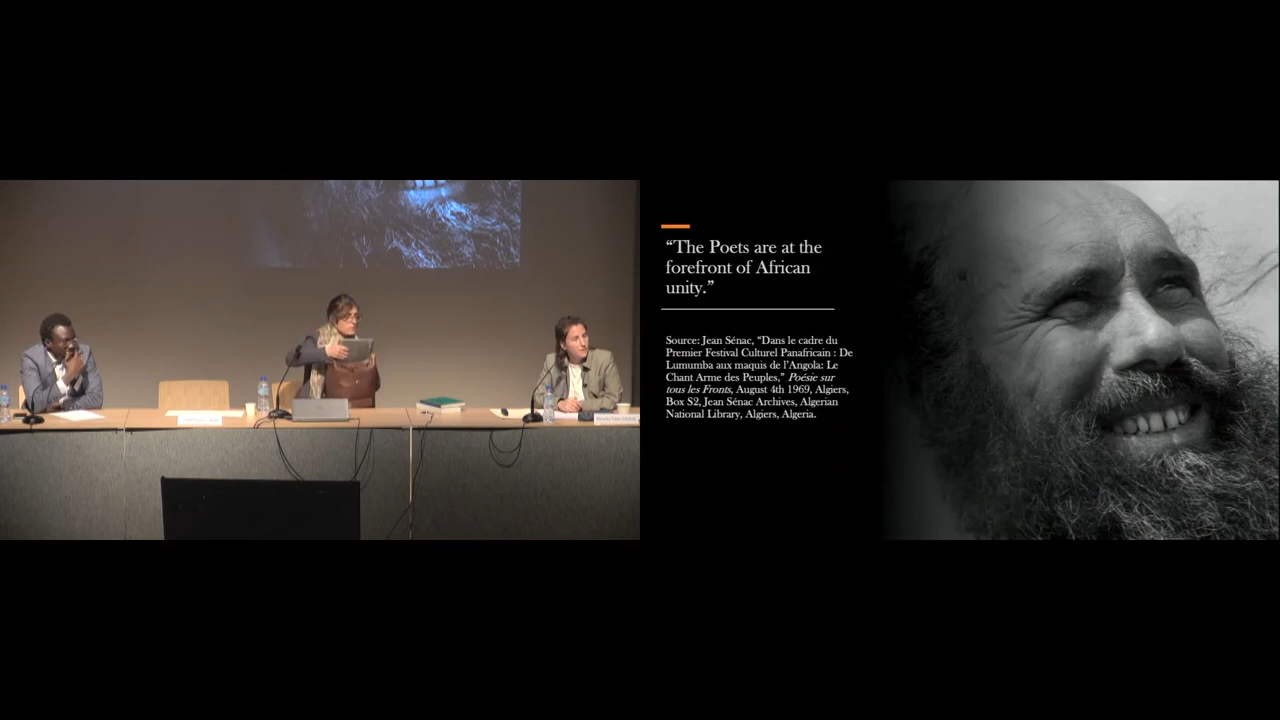 “The Poets are at the
forefront of African
unity.”
Source: Jean Sénac, “Dans le cadre du
Premier Festival Culturel Panafricain : De
Lumumba aux maquis de l’Angola: Le
Chant Arme des Peuples,” Poésie sur
tous les Fronts, August 4th 1969, Algiers,
Box S2, Jean Sénac Archives, Algerian
National Library, Algiers, Algeria.